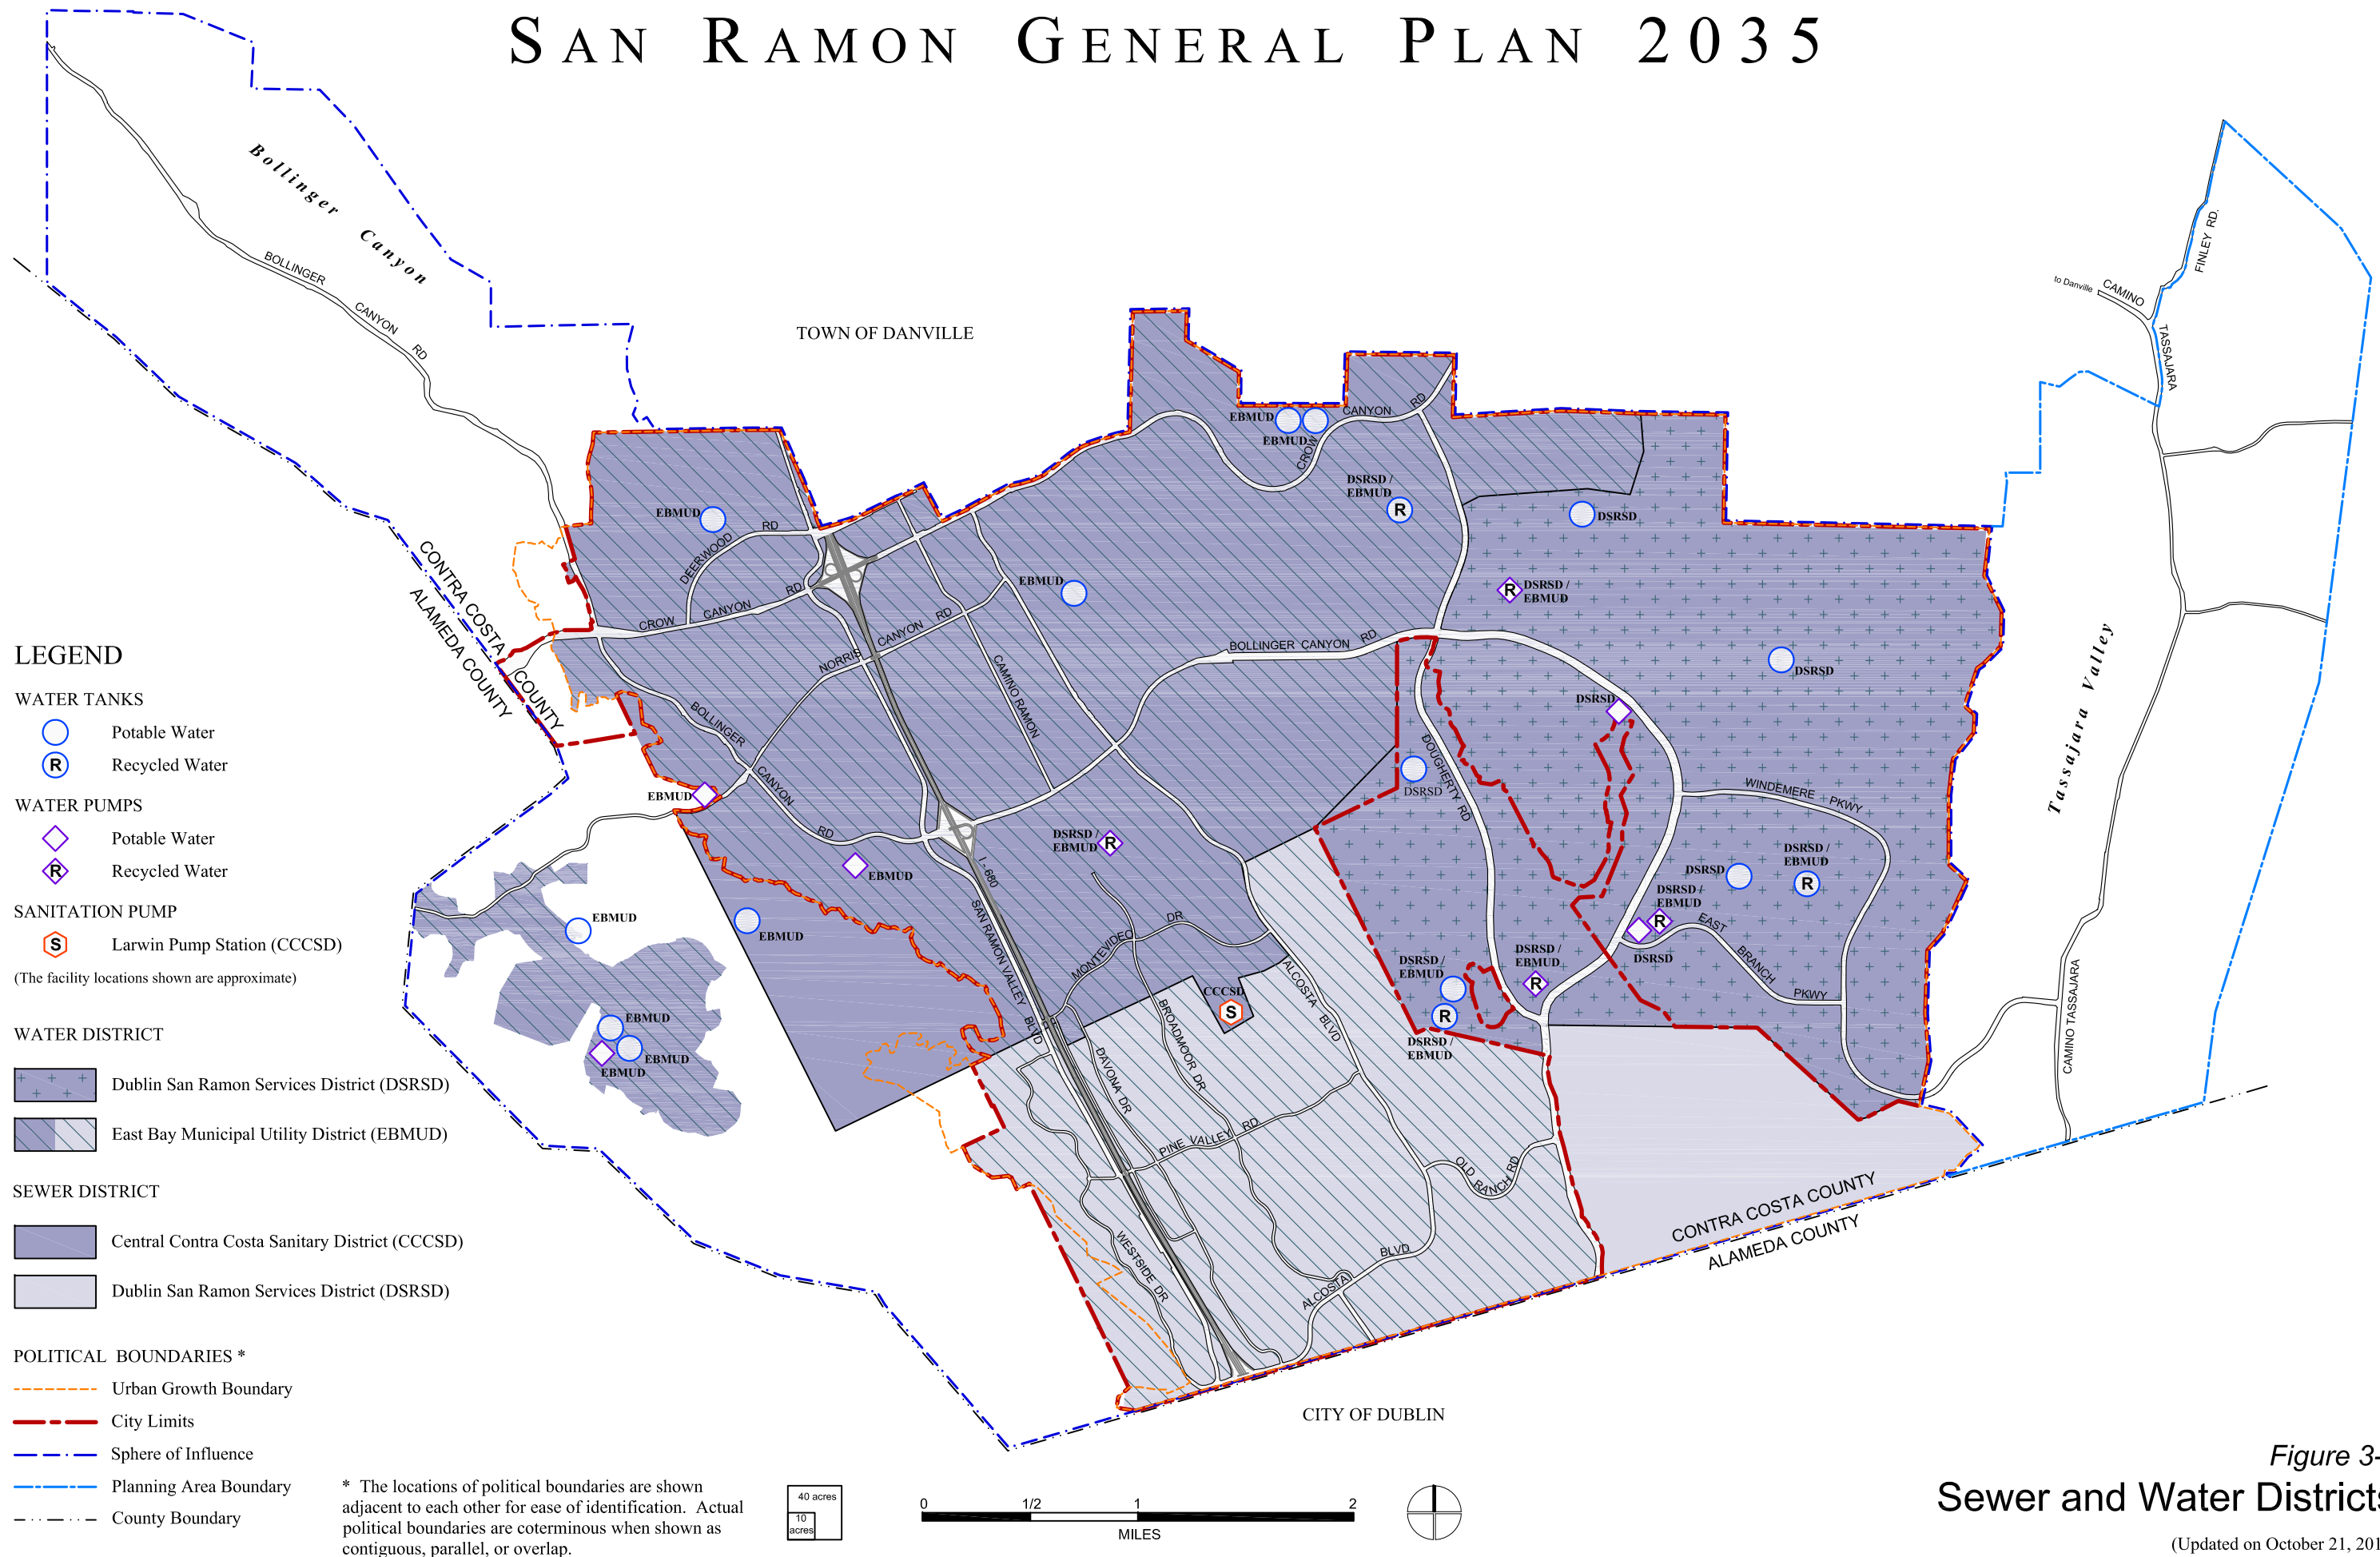 SAN RAMON GENERAL PLAN 2035
Bollinger Canyon
BOLLINGER
CANYON
RD
TOWN OF DANVILLE
to Danville
CAMINO
TASSAJARA
FINLEY RD.
Tassajara Valley
CAMINO TASSAJARA
CONTRA COSTA COUNTY
ALAMEDA COUNTY
EBMUD
EBMUD
CROW
CANYON
RD
DSRSD /
EBMUD
R
DSRSD
EBMUD
DEERWOOD
RD
CROW
CANYON
RD
EBMUD
NORRIS
CANYON
RD
CAMINO RAMON
BOLLINGER CANYON
RD
R
DSRSD /
EBMUD
DSRSD
DSRSD
BOLLINGER
CANYON
RD
EBMUD
DSRSD
DOUGHERTY RD
WINDEMERE
PKWY
I-680
DSRSD /
EBMUD
R
EBMUD
EBMUD
EBMUD
DSRSD
DSRSD /
EBMUD
R
DSRSD /
EBMUD
R
DSRSD
EAST
BRANCH
PKWY
SAN RAMON VALLEY
BLVD
MONTEVIDEO
DR
BROADMOOR DR
DAVONA DR
CCCSD
S
ALCOSTA
BLVD
DSRSD /
EBMUD
R
DSRSD /
EBMUD
R
DSRSD /
EBMUD
EBMUD
EBMUD
EBMUD
PINE VALLEY
RD
OLD
RANCH
RD
WESTSIDE DR
ALCOSTA
BLVD
CONTRA COSTA COUNTY
ALAMEDA COUNTY
CITY OF DUBLIN
LEGEND
WATER TANKS
Potable Water
R Recycled Water
WATER PUMPS
Potable Water
R Recycled Water
SANITATION PUMP
S Larwin Pump Station (CCCSD)
(The facility locations shown are approximate)
WATER DISTRICT
Dublin San Ramon Services District (DSRSD)
East Bay Municipal Utility District (EBMUD)
SEWER DISTRICT
Central Contra Costa Sanitary District (CCCSD)
Dublin San Ramon Services District (DSRSD)
POLITICAL BOUNDARIES *
Urban Growth Boundary
City Limits
Sphere of Influence
Planning Area Boundary
County Boundary
* The locations of political boundaries are shown
adjacent to each other for ease of identification. Actual
political boundaries are coterminous when shown as
contiguous, parallel, or overlap.
40 acres
10
acres
0 1/2 1 2
MILES
Figure 3-
Sewer and Water Districts
(Updated on October 21, 201